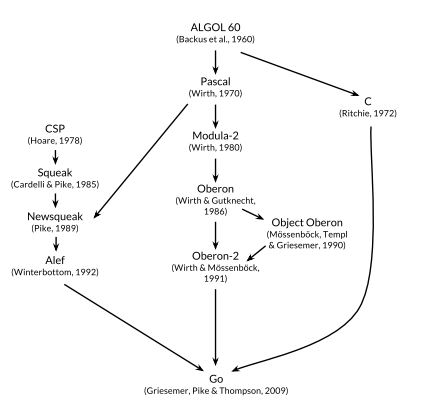 ALGOL 60
(Backus et al., 1960)
Pascal
(Wirth, 1970)
C
(Ritchie, 1972)
CSP
(Hoare, 1978)
Modula-2
(Wirth, 1980)
Squeak
(Cardelli & Pike, 1985)
Oberon
(Wirth & Gutknecht,
1986)
Newsqueak
(Pike, 1989)
Object Oberon
(Mössenböck, Templ
& Griesemer, 1990)
Oberon-2
(Wirth & Mössenböck,
1991)
Alef
(Winterbottom, 1992)
Go
(Griesemer, Pike & Thompson, 2009)